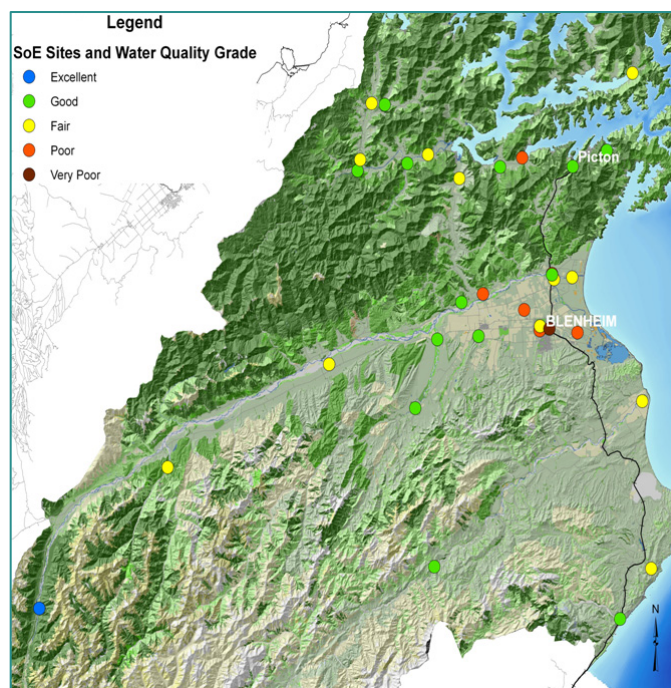 Legend
SoE Sites and Water Quality Grade
Excellent
Good
Fair
Poor
Very Poor
Picton
BLENHEIM
N